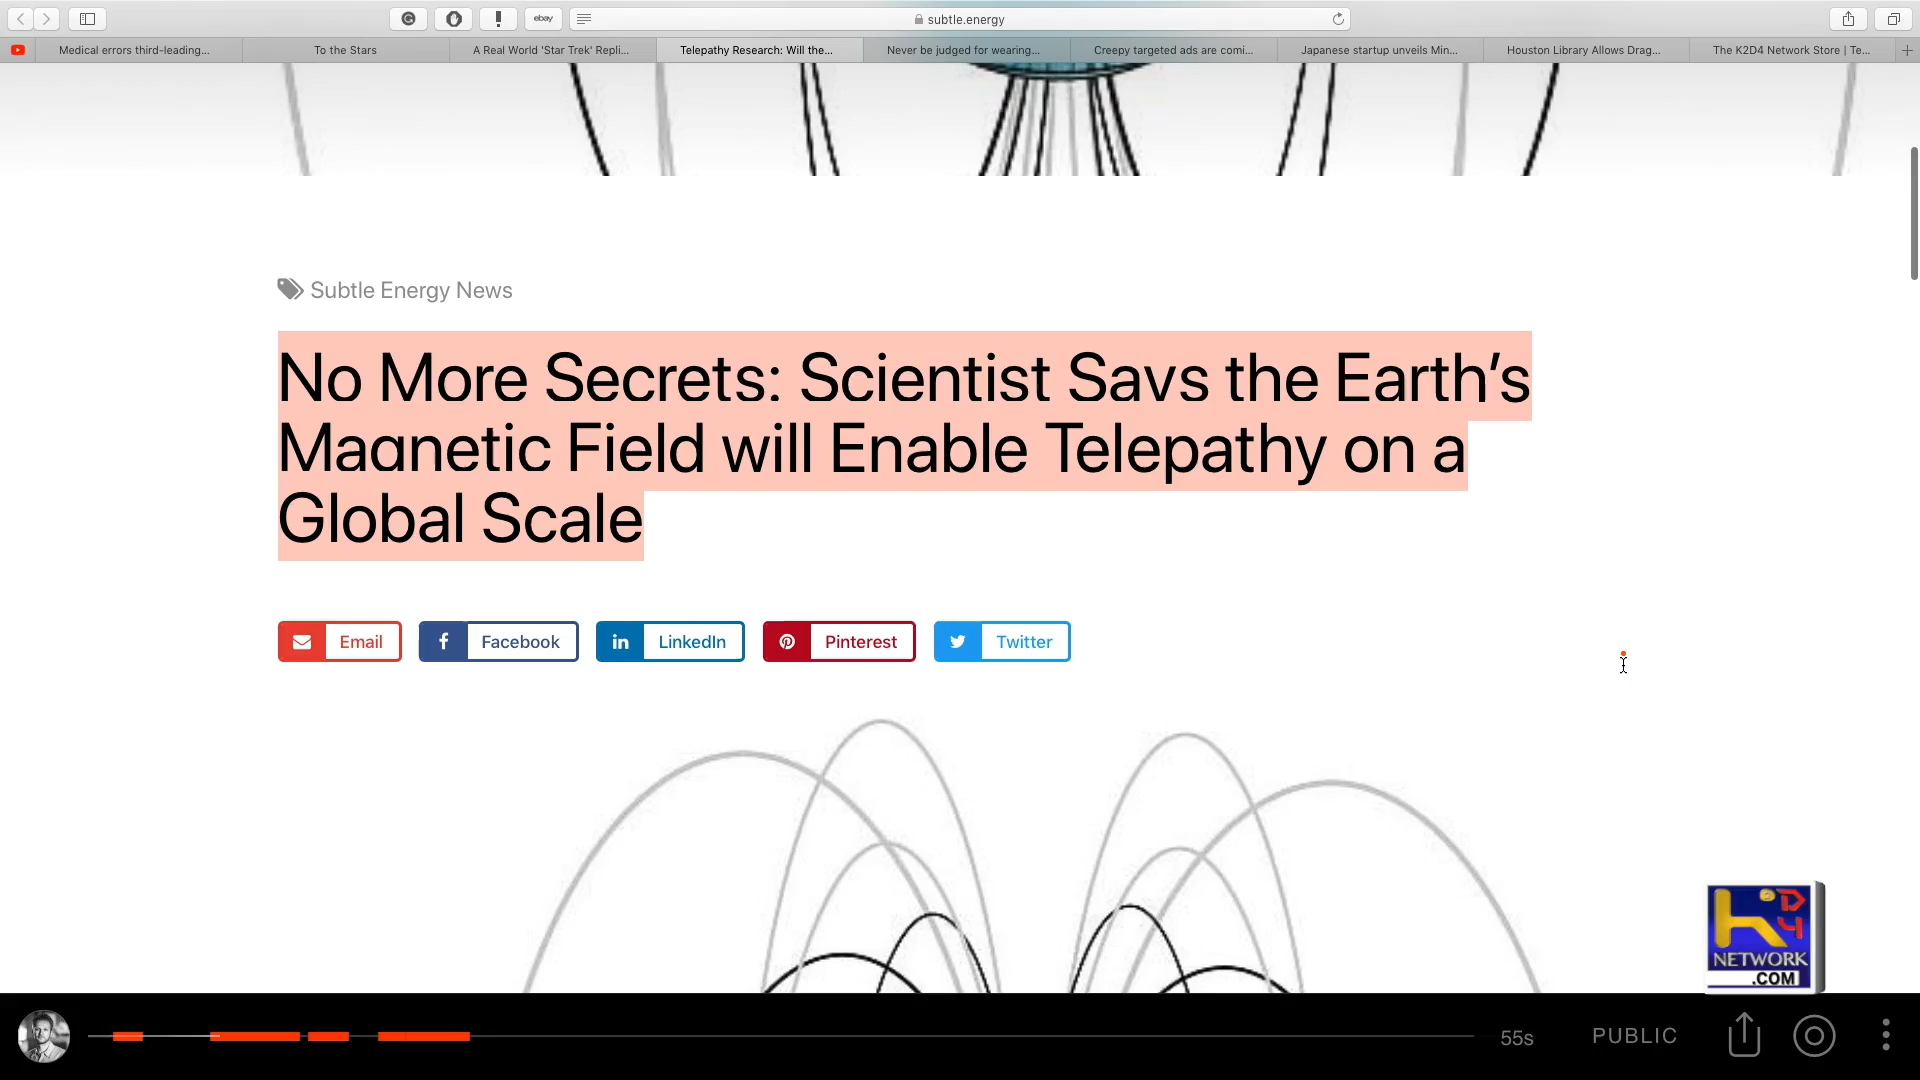 ebay
subtle.energy
Medical errors third-leading...
To the Stars
A Real World 'Star Trek' Repli...
Telepathy Research: Will the...
Never be judged for wearing...
Creepy targeted ads are comi...
Japanese startup unveils Min...
Houston Library Allows Drag...
The K2D4 Network Store | Te...
Subtle Energy News
No More Secrets: Scientist Says the Earth’s
Magnetic Field will Enable Telepathy on a
Global Scale
Email
Facebook
LinkedIn
Pinterest
Twitter
K2D4
NETWORK
.COM
55s
PUBLIC